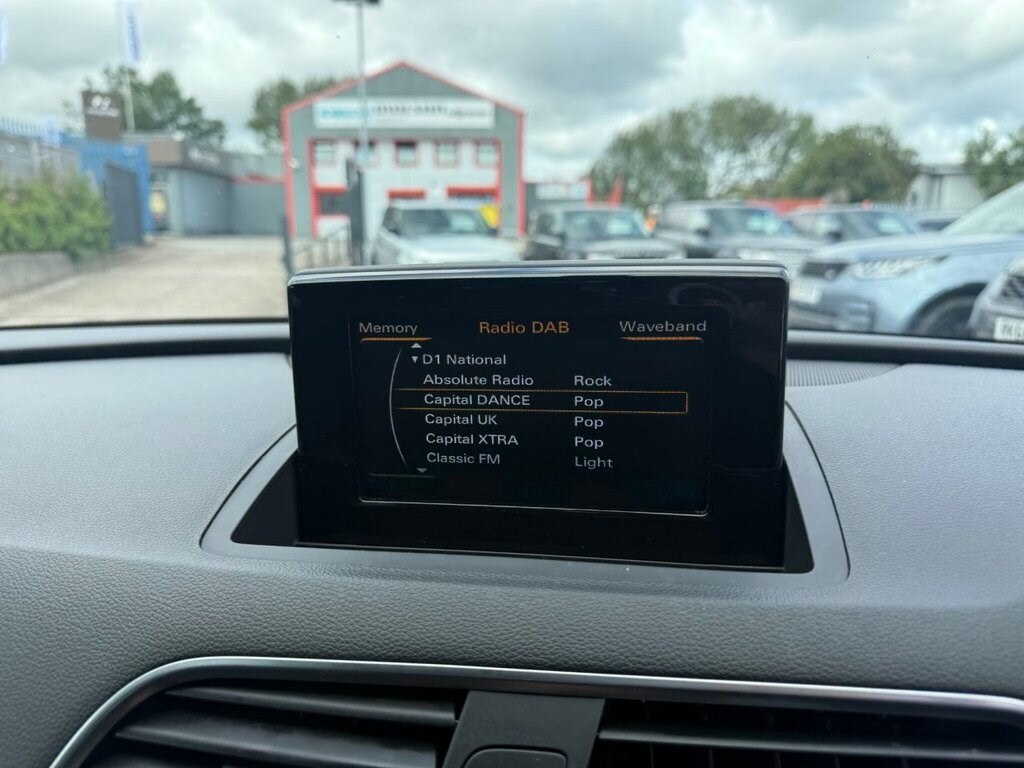 Memory Radio DAB Waveband
D1 National
Absolute Radio Rock
Capital DANCE Pop
Capital UK Pop
Capital XTRA Pop
Classic FM Light